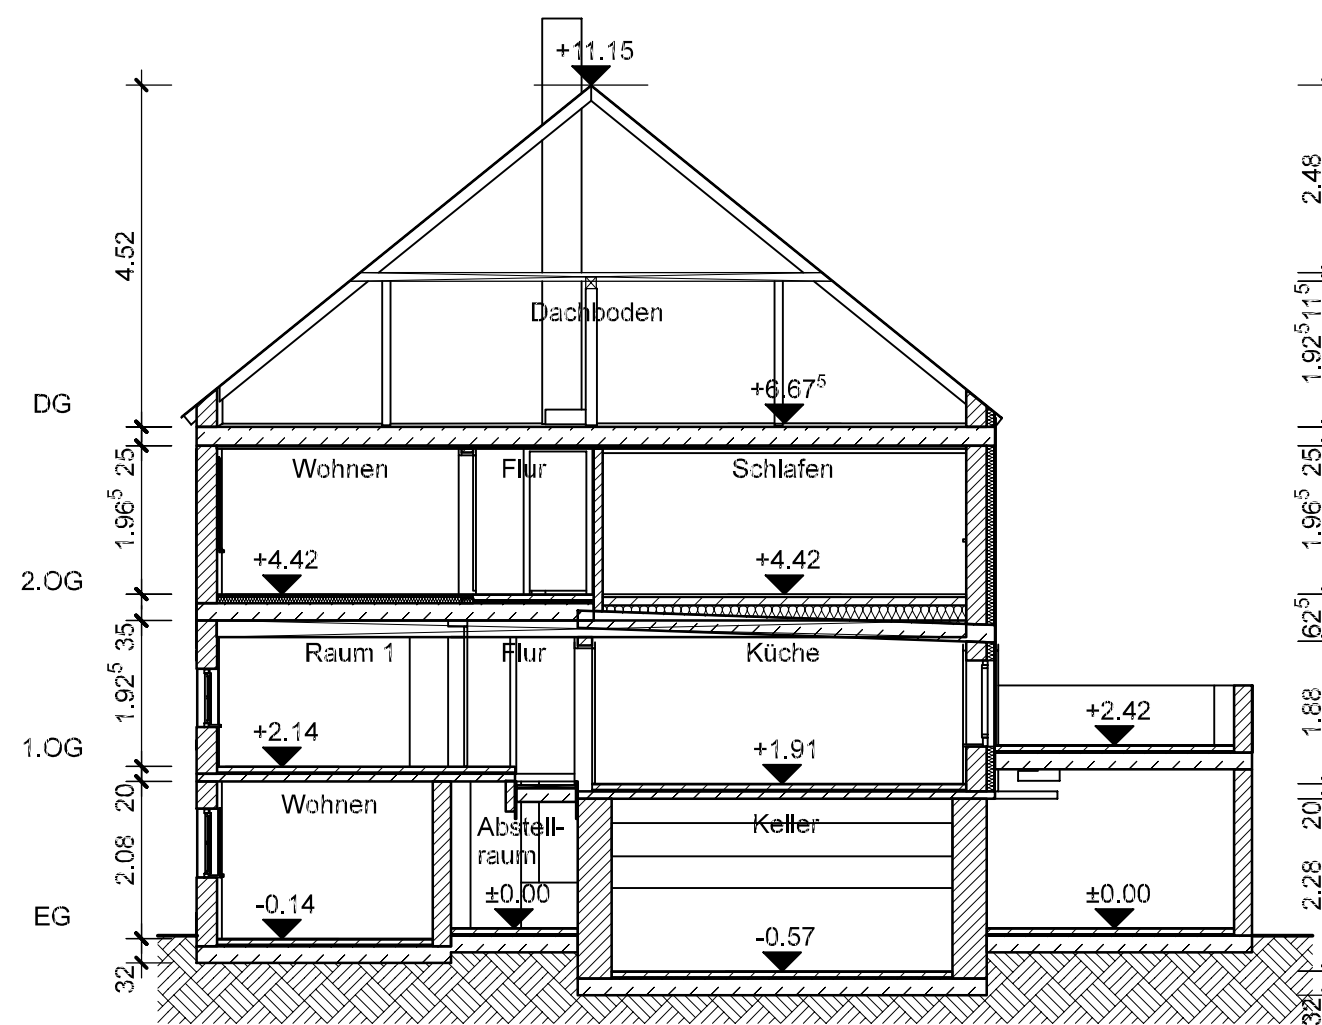 +11.15
2.48
4.52
11⁵
Dachboden
1.92⁵
+6.67⁵
DG
25
Wohnen
Flur
Schlafen
25
1.96⁵
1.96⁵
+4.42
+4.42
2.OG
62⁵
35
Raum 1
Flur
Küche
1.92⁵
1.88
+2.14
+2.42
1.OG
+1.91
20
Wohnen
20
Abstell-
raum
Keller
2.08
2.28
±0.00
±0.00
EG
-0.14
-0.57
32
32